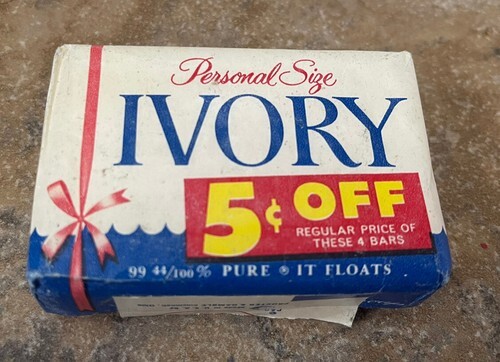 Personal Size
IVORY
5¢ OFF
REGULAR PRICE OF
THESE 4 BARS
99 44/100 % PURE ® IT FLOATS